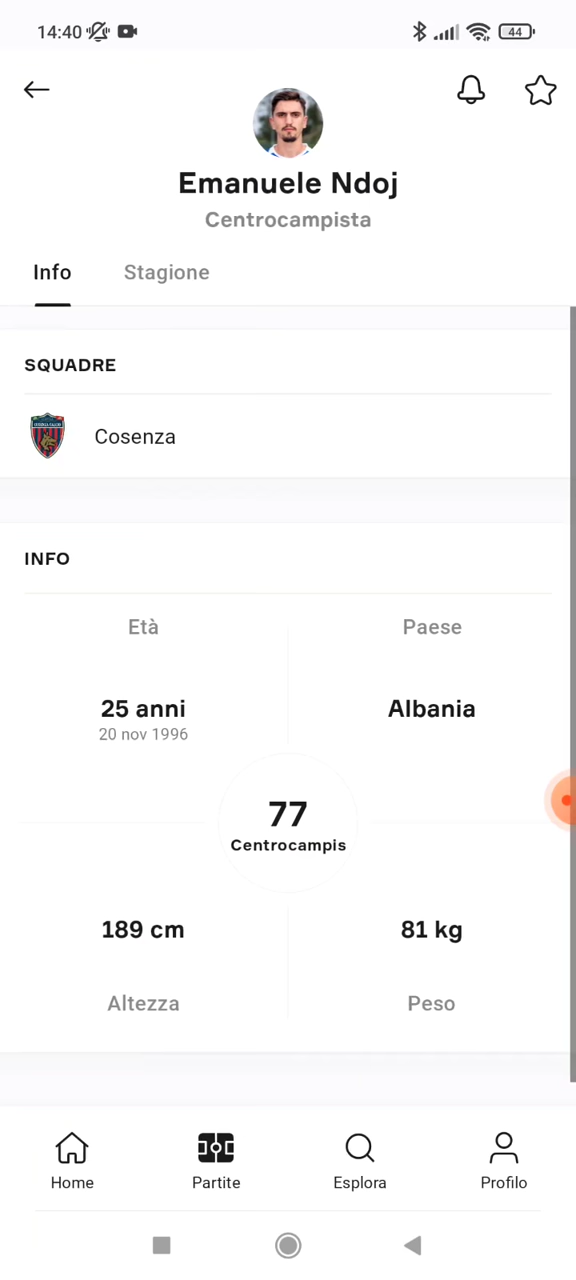 14:40
44
Emanuele Ndoj
Centrocampista
Info
Stagione
SQUADRE
Cosenza
INFO
Età
Paese
25 anni
Albania
20 nov 1996
77
Centrocampis
189 cm
81 kg
Altezza
Peso
Home
Partite
Esplora
Profilo